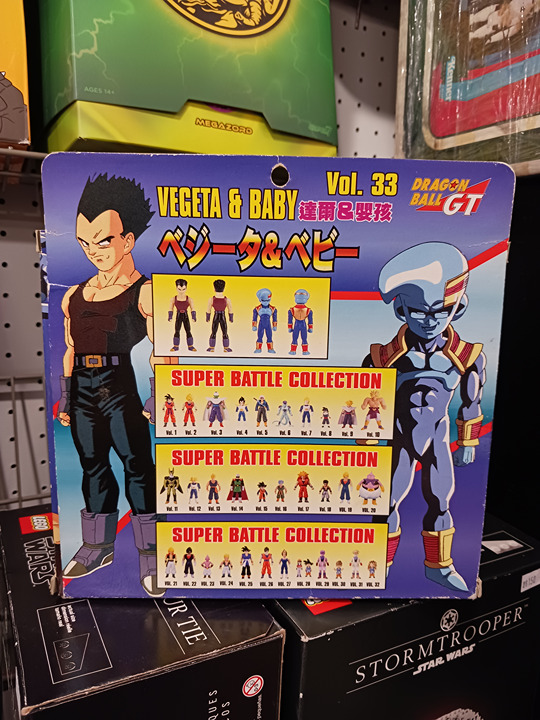 AGES 14+
MEGAZORD
VEGETA & BABY
Vol. 33
達爾&嬰孩
DRAGON BALL GT
ベジータ&ベビー
SUPER BATTLE COLLECTION
Vol. 1 Vol. 2 Vol. 3 Vol. 4 Vol. 5 Vol. 6 Vol. 7 Vol. 8 Vol. 9 Vol. 10
SUPER BATTLE COLLECTION
Vol. 11 Vol. 12 Vol. 13 Vol. 14 Vol. 15 Vol. 16 Vol. 17 Vol. 18 VOL. 19 VOL. 20
SUPER BATTLE COLLECTION
VOL. 21 VOL. 22 VOL. 23 VOL. 24 VOL. 25 VOL. 26 VOL. 27 VOL. 28 VOL. 29 VOL. 30 VOL. 31 VOL. 32
LEGO
WARS
OR TIE
STORMTROOPER
STAR WARS